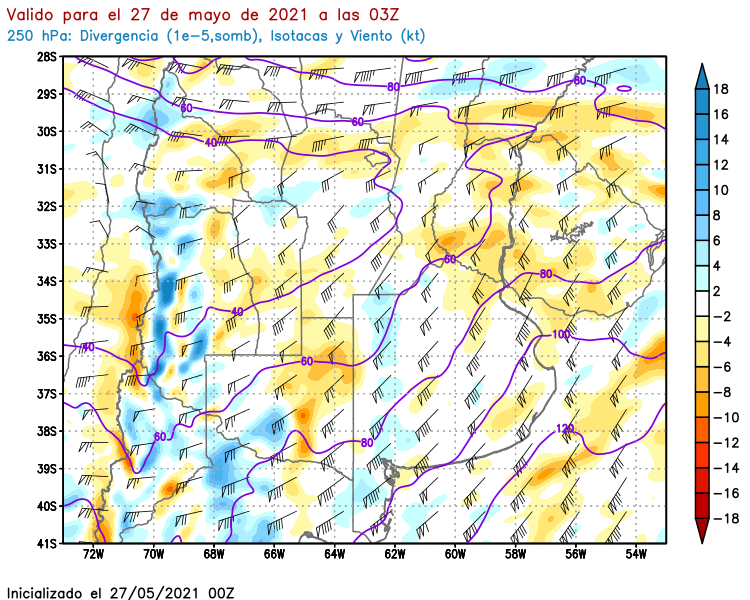 Valido para el 27 de mayo de 2021 a las 03Z
250 hPa: Divergencia (1e-5,somb), Isotacas y Viento (kt)
28S
29S
30S
31S
32S
33S
34S
35S
36S
37S
38S
39S
40S
41S
72W 70W 68W 66W 64W 62W 60W 58W 56W 54W
80
80
60
60
40
60
80
40
100
40
60
120
60
80
18
16
14
12
10
8
6
4
2
-2
-4
-6
-8
-10
-12
-14
-16
-18
Inicializado el 27/05/2021 00Z